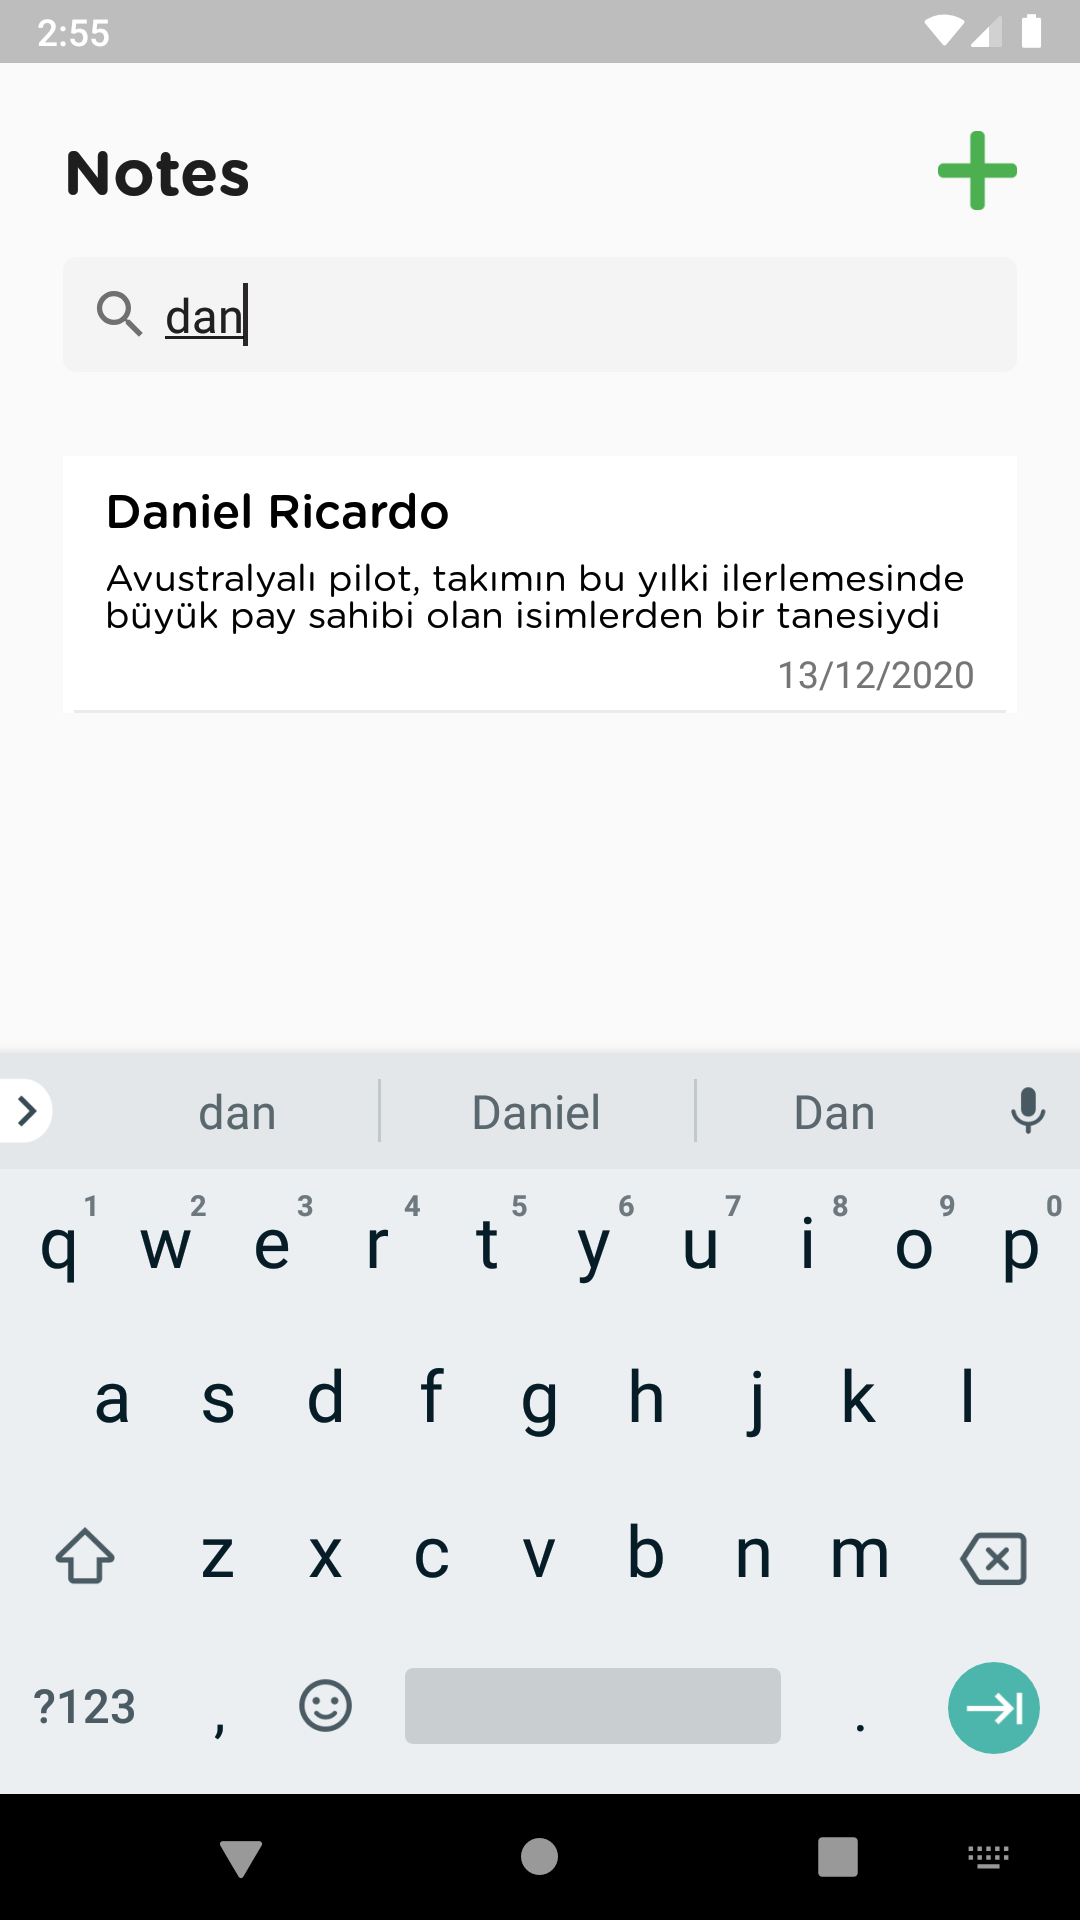 2:55
Notes
dan
Daniel Ricardo
Avustralyalı pilot, takımın bu yılki ilerlemesinde
büyük pay sahibi olan isimlerden bir tanesiydi
13/12/2020
dan Daniel Dan
1 2 3 4 5 6 7 8 9 0
q w e r t y u i o p
a s d f g h j k l
z x c v b n m
?123 , .